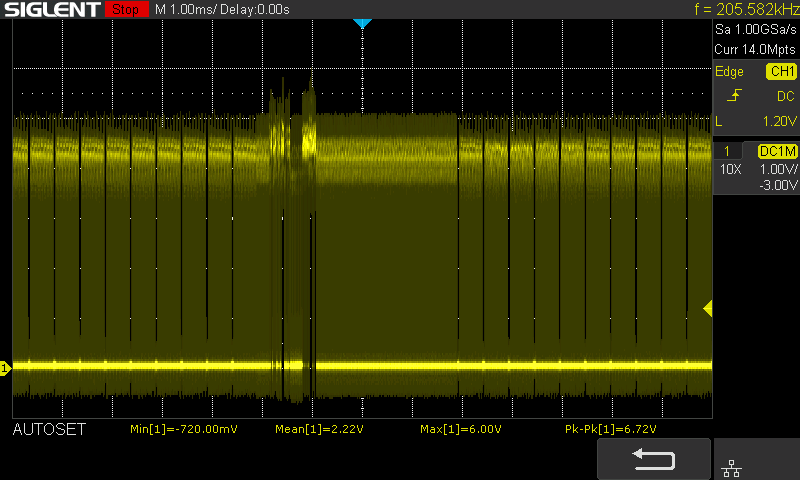 SIGLENT Stop M 1.00ms/ Delay:0.00s f = 205.582kHz
Sa 1.00GSa/s
Curr 14.0Mpts
Edge CH1
DC
L 1.20V
1 DC1M
10X 1.00V/
-3.00V
1
AUTOSET Min[1]=-720.00mV Mean[1]=2.22V Max[1]=6.00V Pk-Pk[1]=6.72V